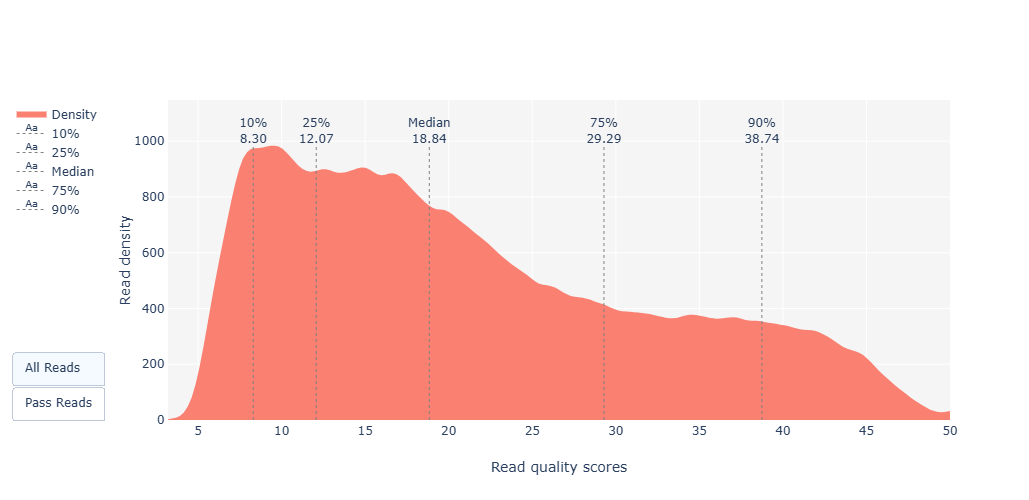 Density
Aa 10%
Aa 25%
Aa Median
Aa 75%
Aa 90%
All Reads
Pass Reads
10% 25% Median 75% 90%
8.30 12.07 18.84 29.29 38.74
1000
800
600
400
200
0
Read density
5 10 15 20 25 30 35 40 45 50
Read quality scores